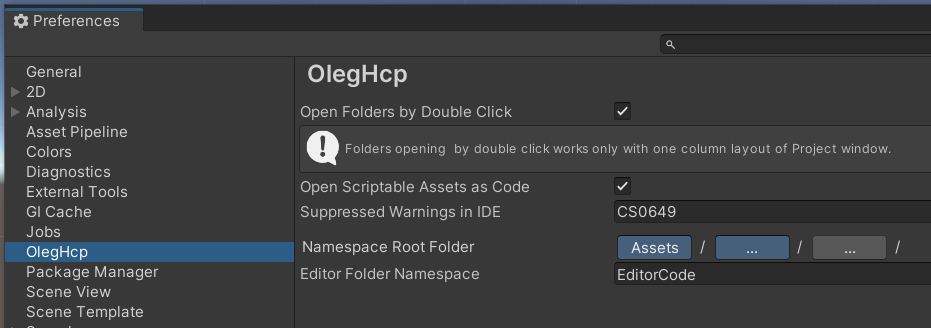 Preferences
General
2D
Analysis
Asset Pipeline
Colors
Diagnostics
External Tools
GI Cache
Jobs
OlegHcp
Package Manager
Scene View
Scene Template
OlegHcp
Open Folders by Double Click
Folders opening by double click works only with one column layout of Project window.
Open Scriptable Assets as Code
Suppressed Warnings in IDE CS0649
Namespace Root Folder Assets / ... / ... /
Editor Folder Namespace EditorCode